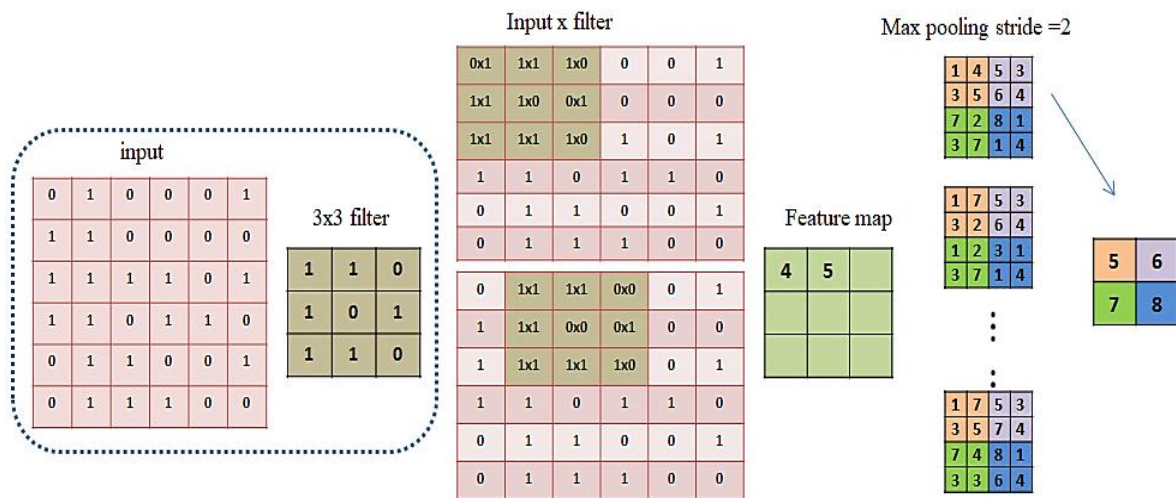 Input x filter
Max pooling stride =2
input
3x3 filter
Feature map
0 1 0 0 0 1
1 1 0 0 0 0
1 1 1 1 0 1
1 1 0 1 1 0
0 1 1 0 0 1
0 1 1 1 0 0
1 1 0
1 0 1
1 1 0
0x1 1x1 1x0 0 0 1
1x1 1x0 0x1 0 0 0
1x1 1x1 1x0 1 0 1
1 1 0 1 1 0
0 1 1 0 0 1
0 1 1 1 0 0
0 1x1 1x1 0x0 0 1
1 1x1 0x0 0x1 0 0
1 1x1 1x1 1x0 0 1
1 1 0 1 1 0
0 1 1 0 0 1
0 1 1 1 0 0
4 5
1 4 5 3
3 5 6 4
7 2 8 1
3 7 1 4
1 7 5 3
3 2 6 4
1 2 3 1
3 7 1 4
1 7 5 3
3 5 7 4
7 4 8 1
3 3 6 4
5 6
7 8